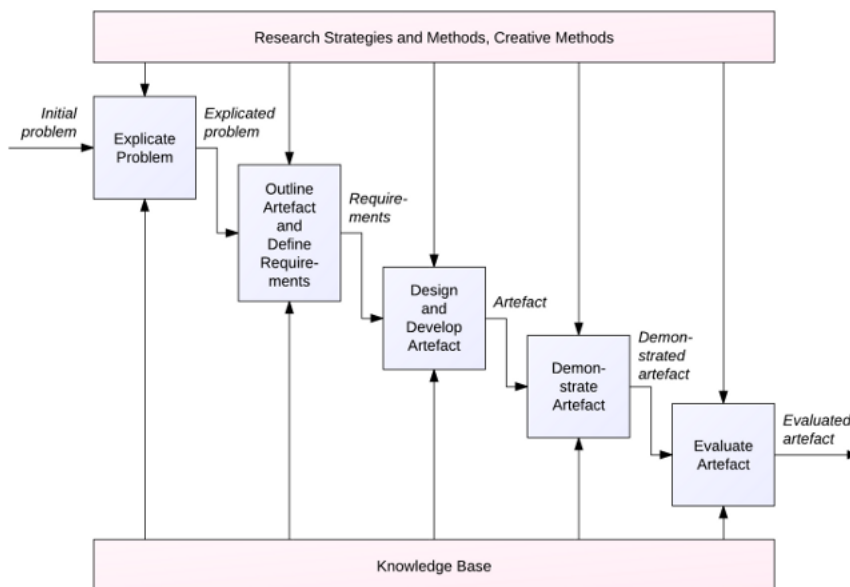 Research Strategies and Methods, Creative Methods
Initial
problem
Explicate
Problem
Explicated
problem
Outline
Artefact
and
Define
Require-
ments
Require-
ments
Design
and
Develop
Artefact
Artefact
Demon-
strate
Artefact
Demon-
strated
artefact
Evaluate
Artefact
Evaluated
artefact
Knowledge Base